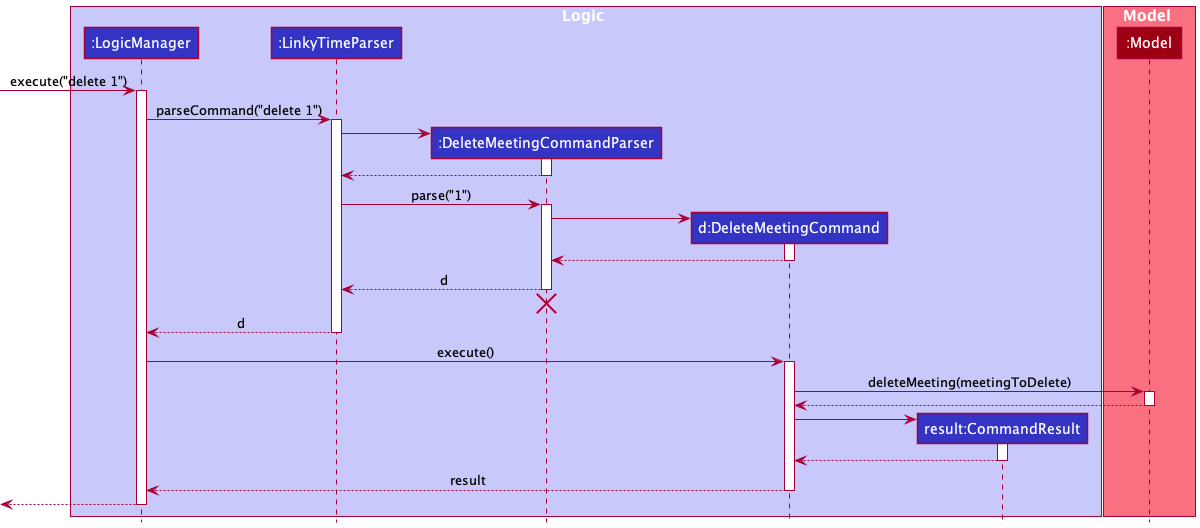 Logic
Model
:LogicManager
:LinkyTimeParser
:Model
execute("delete 1")
parseCommand("delete 1")
:DeleteMeetingCommandParser
parse("1")
d:DeleteMeetingCommand
d
d
execute()
deleteMeeting(meetingToDelete)
result:CommandResult
result